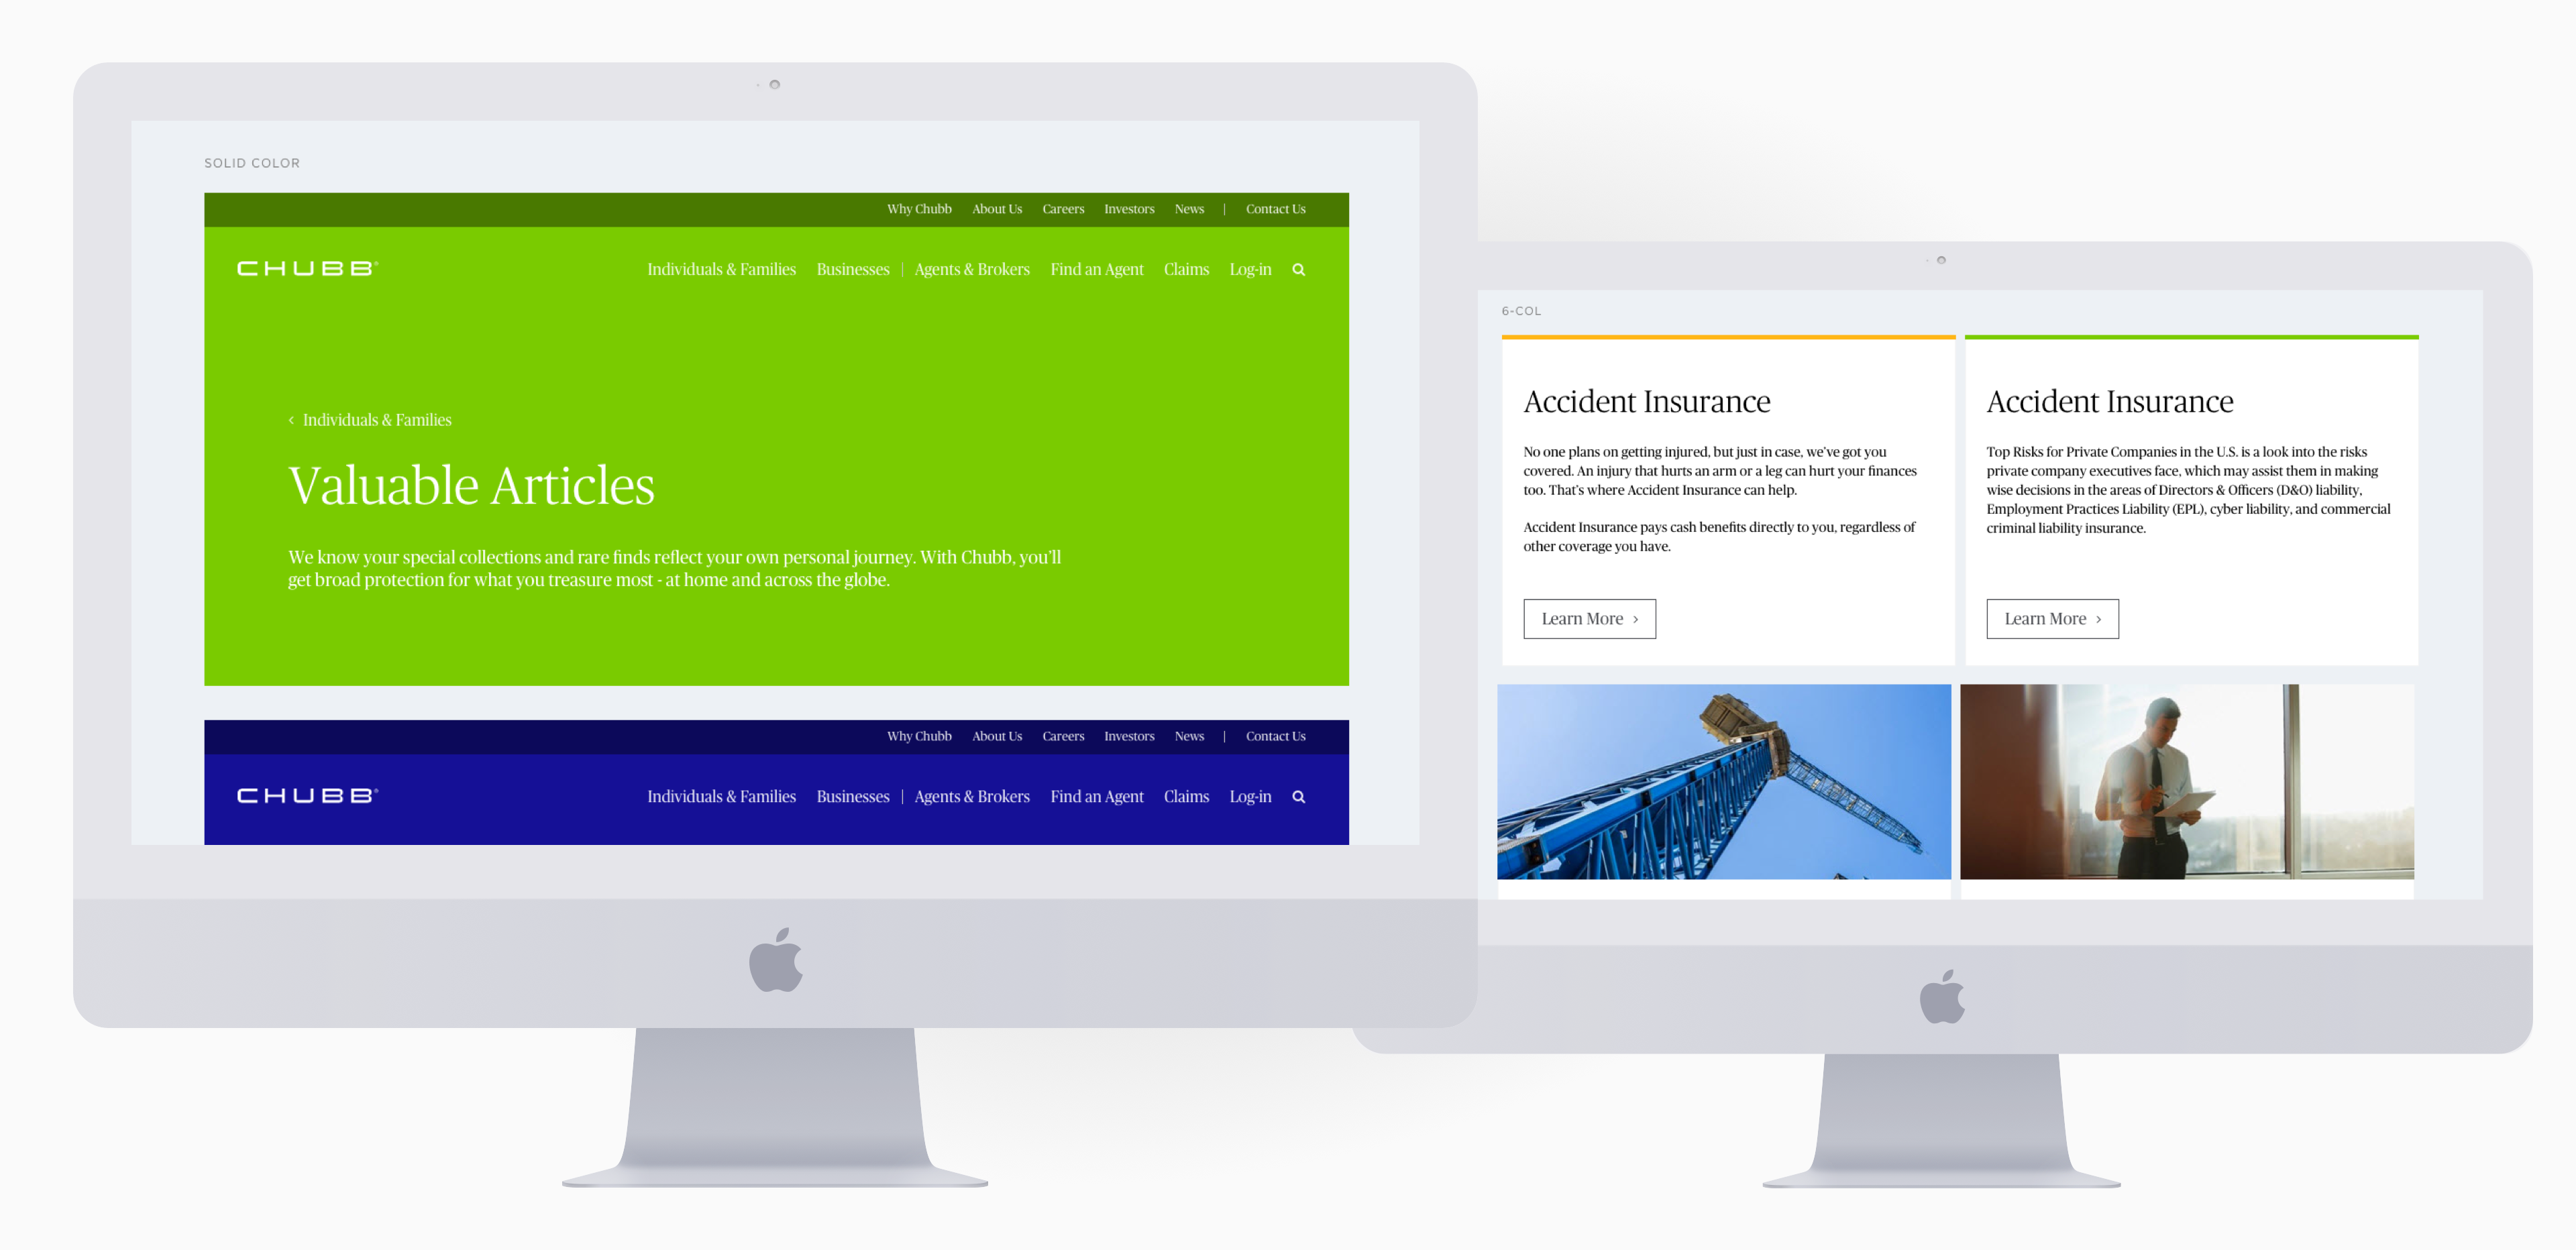 SOLID COLOR
Why Chubb About Us Careers Investors News | Contact Us
CHUBB®
Individuals & Families Businesses | Agents & Brokers Find an Agent Claims Log-in
‹ Individuals & Families
Valuable Articles
We know your special collections and rare finds reflect your own personal journey. With Chubb, you'll
get broad protection for what you treasure most - at home and across the globe.
Why Chubb About Us Careers Investors News | Contact Us
CHUBB®
Individuals & Families Businesses | Agents & Brokers Find an Agent Claims Log-in
6-COL
Accident Insurance
No one plans on getting injured, but just in case, we've got you
covered. An injury that hurts an arm or a leg can hurt your finances
too. That's where Accident Insurance can help.
Accident Insurance pays cash benefits directly to you, regardless of
other coverage you have.
Learn More ›
Accident Insurance
Top Risks for Private Companies in the U.S. is a look into the risks
private company executives face, which may assist them in making
wise decisions in the areas of Directors & Officers (D&O) liability,
Employment Practices Liability (EPL), cyber liability, and commercial
criminal liability insurance.
Learn More ›